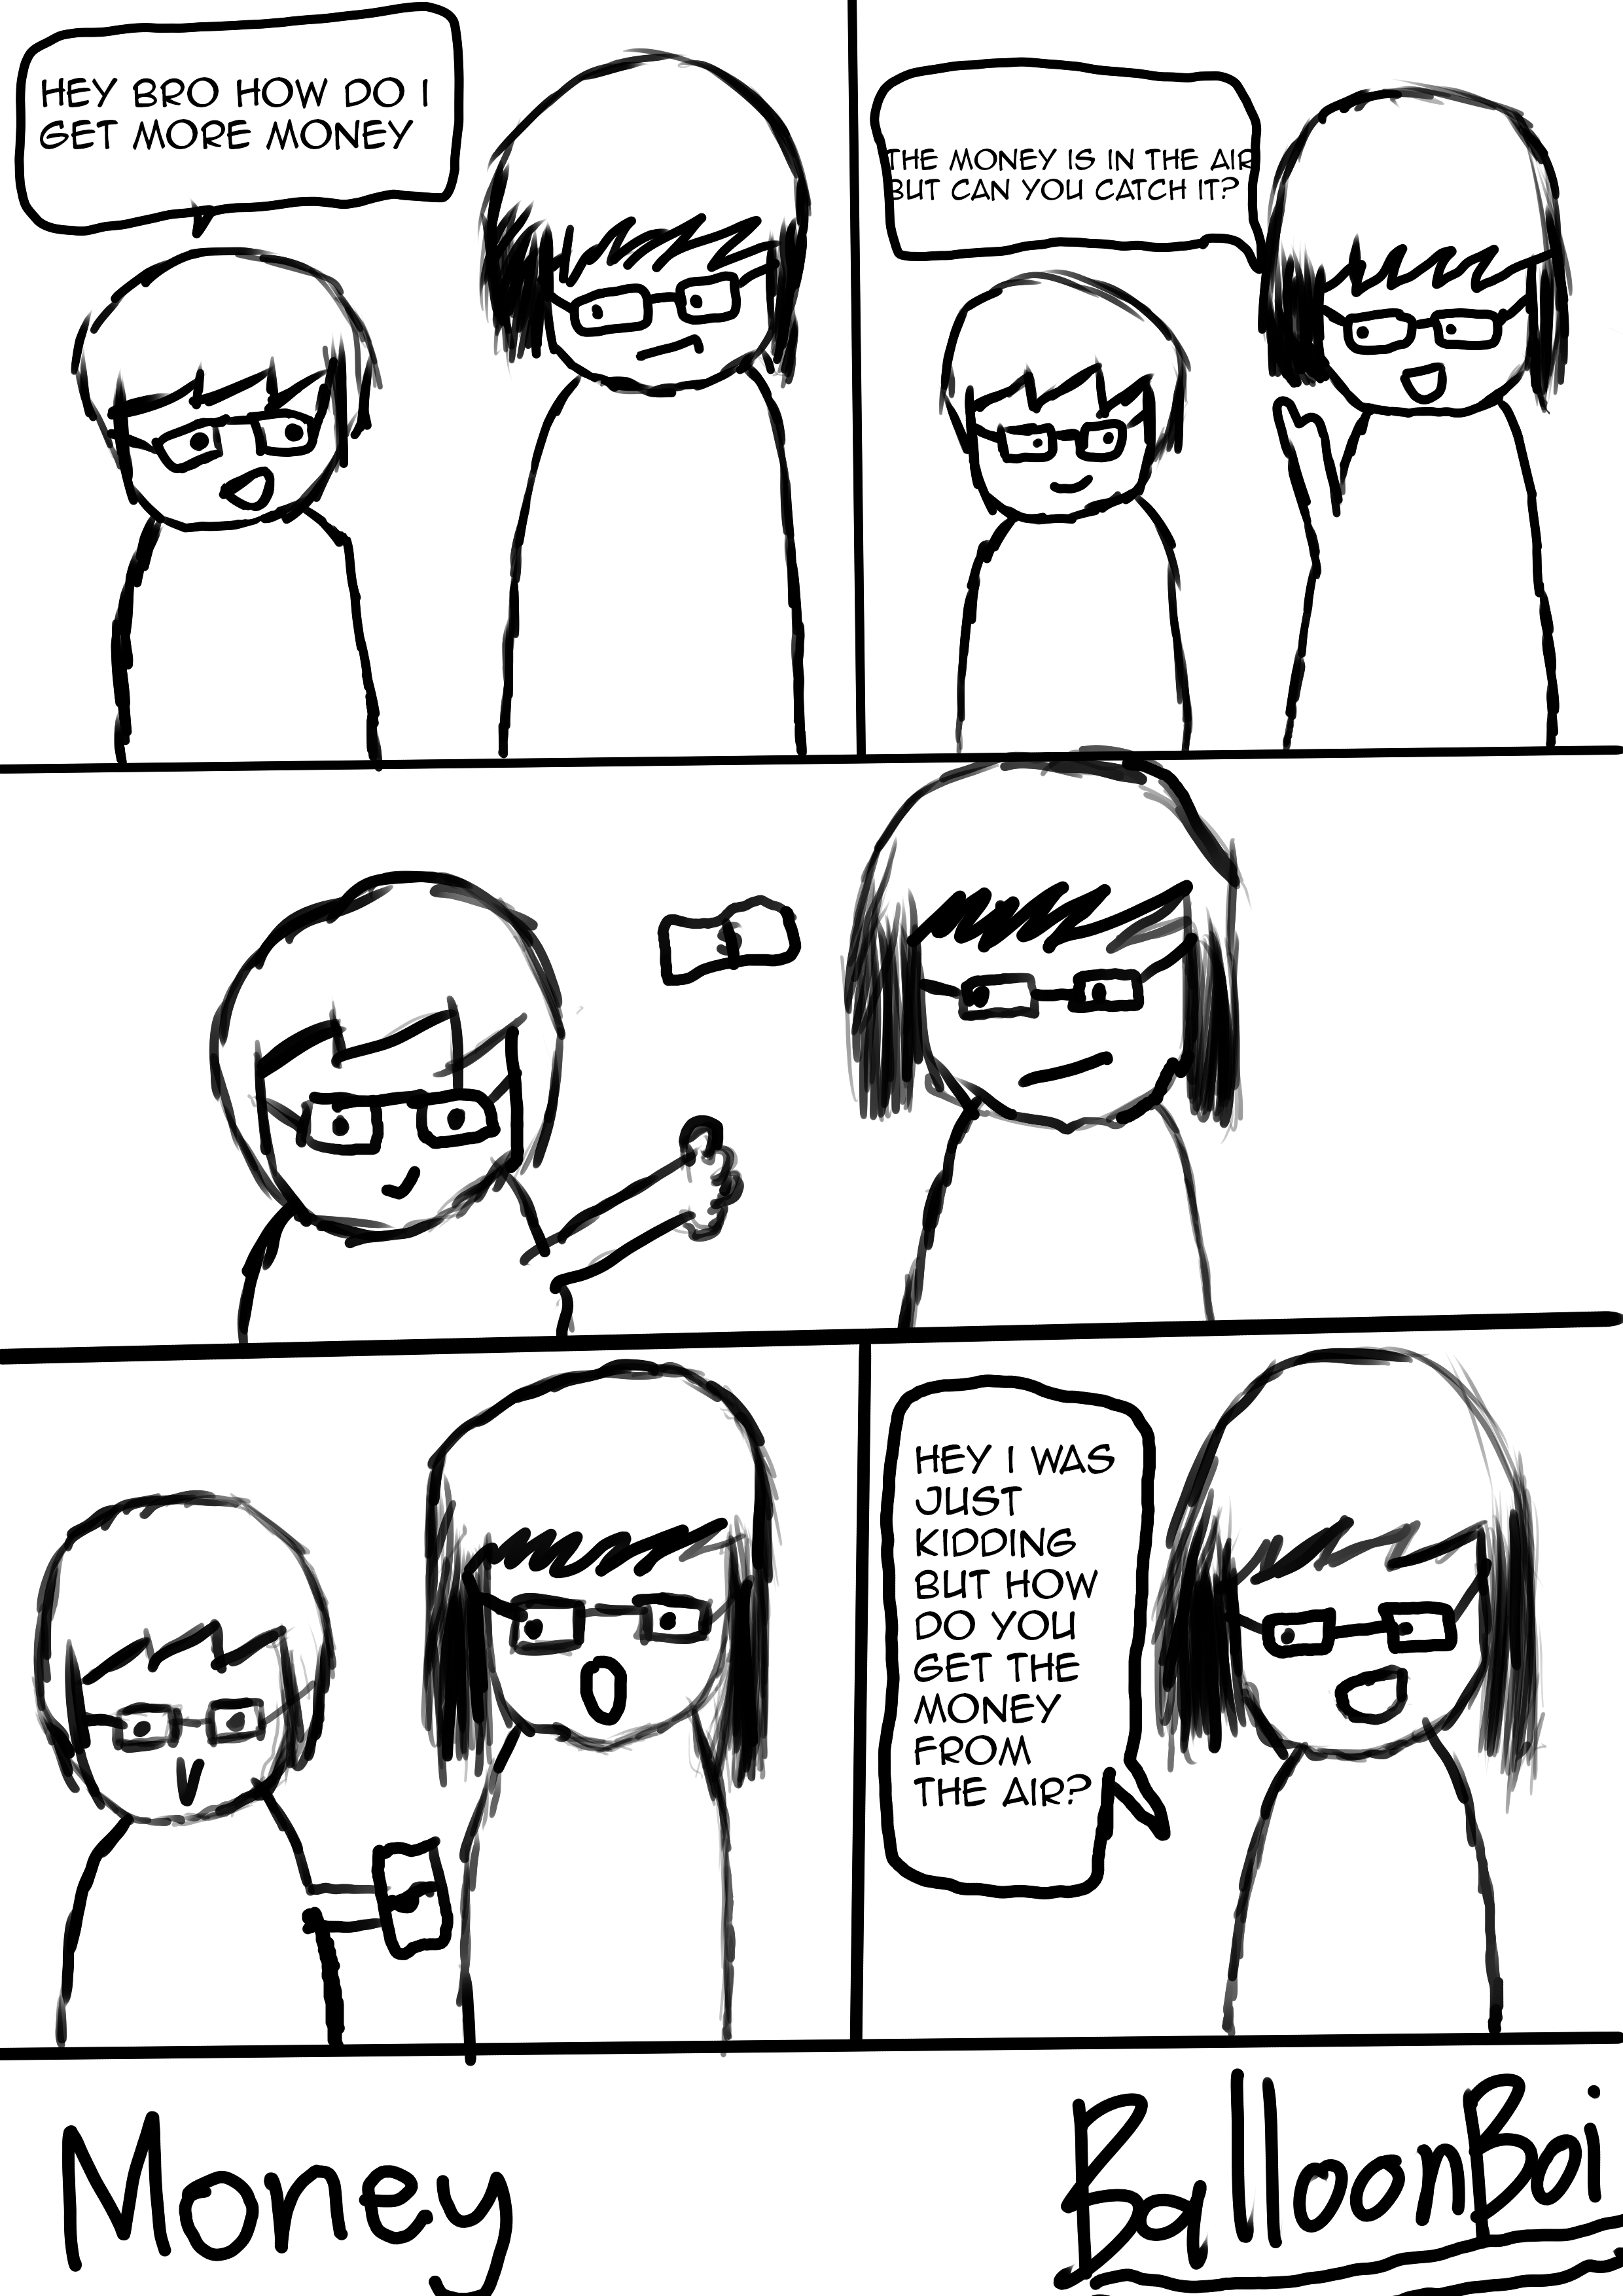 HEY BRO HOW DO I
GET MORE MONEY
THE MONEY IS IN THE AIR
BUT CAN YOU CATCH IT?
HEY I WAS
JUST
KIDDING
BUT HOW
DO YOU
GET THE
MONEY
FROM
THE AIR?
Money
BalloonBoi